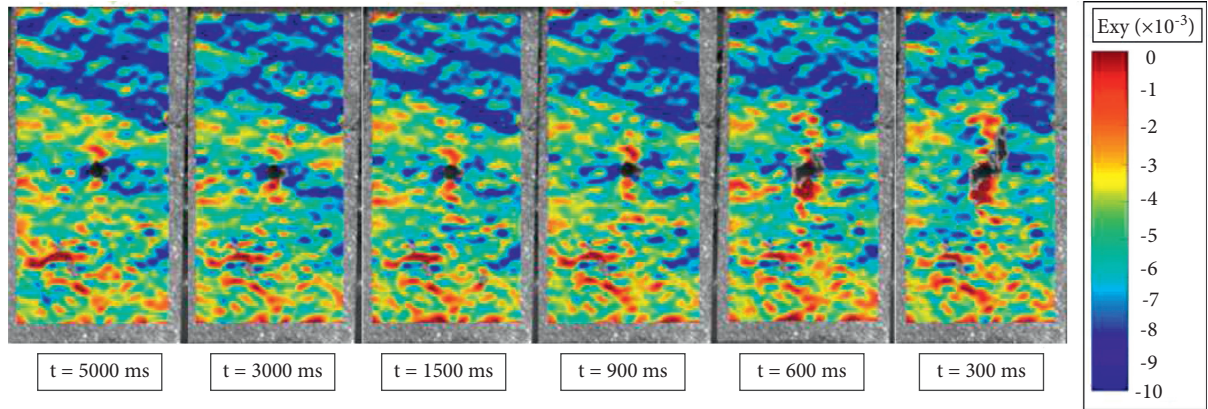 Exy (×10⁻³)
0
-1
-2
-3
-4
-5
-6
-7
-8
-9
-10
t = 5000 ms
t = 3000 ms
t = 1500 ms
t = 900 ms
t = 600 ms
t = 300 ms